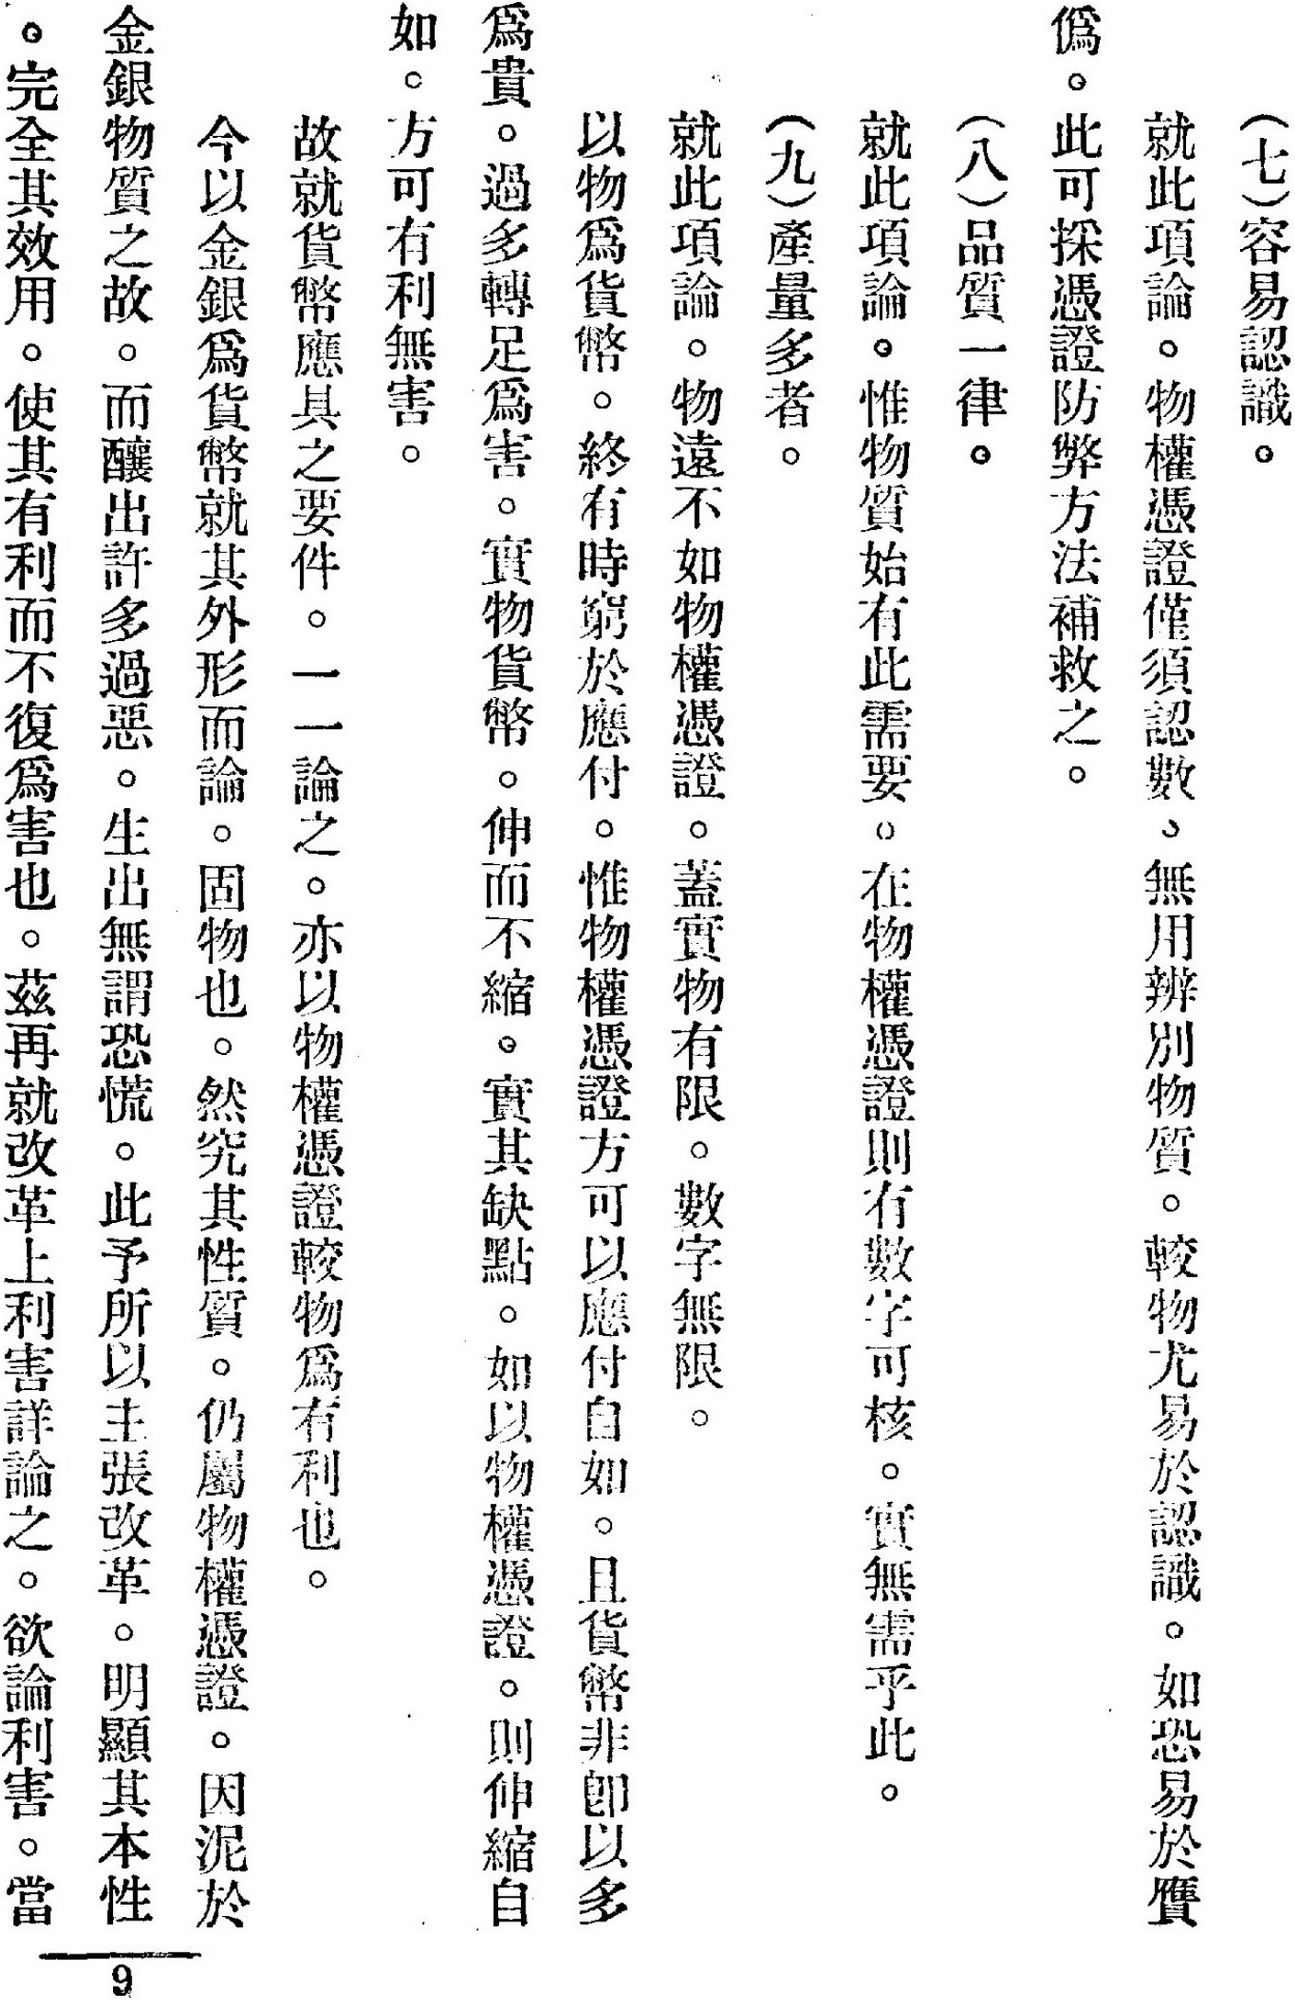 (七)容易認識。
就此項論。物權憑證僅須認數、無用辨別物質。較物尤易於認識。如恐易於贋
僞。此可採憑證防弊方法補救之。
(八)品質一律。
就此項論。惟物質始有此需要。在物權憑證則有數字可核。實無需乎此。
(九)產量多者。
就此項論。物遠不如物權憑證。蓋實物有限。數字無限。
以物爲貨幣。終有時窮於應付。惟物權憑證方可以應付自如。且貨幣非卽以多
爲貴。過多轉足爲害。實物貨幣。伸而不縮。實其缺點。如以物權憑證。則伸縮自
如。方可有利無害。
故就貨幣應具之要件。一一論之。亦以物權憑證較物爲有利也。
今以金銀爲貨幣就其外形而論。固物也。然究其性質。仍屬物權憑證。因泥於
金銀物質之故。而釀出許多過惡。生出無謂恐慌。此予所以主張改革。明顯其本性
。完全其效用。使其有利而不復爲害也。茲再就改革上利害詳論之。欲論利害。當
9